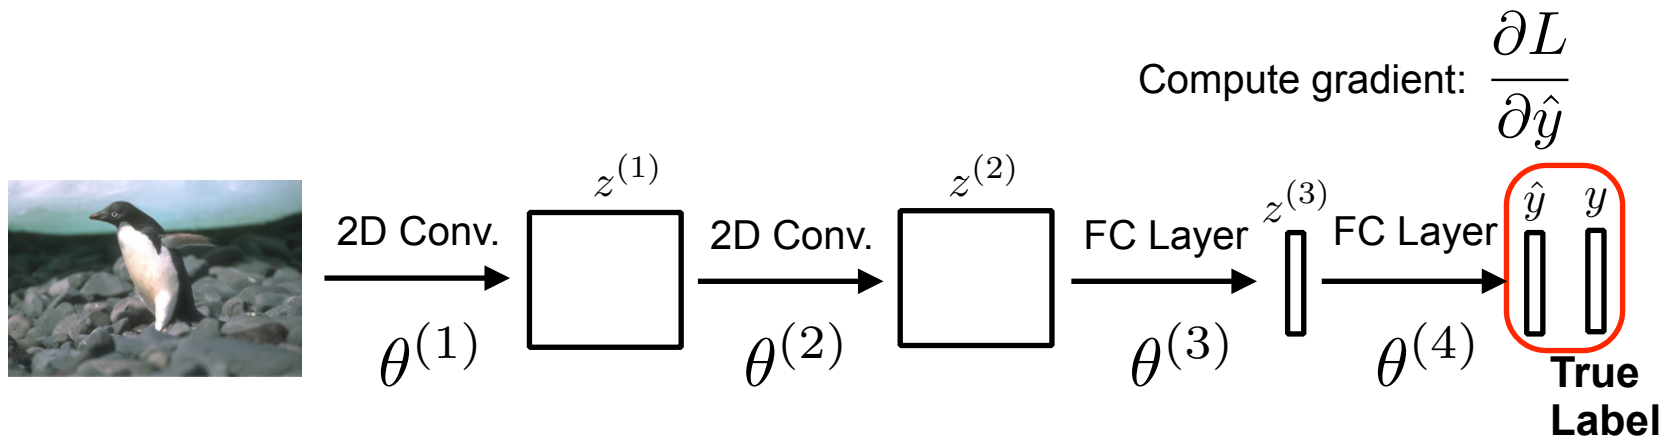 Compute gradient: ∂L/∂ŷ
z^(1)
z^(2)
z^(3)
ŷ y
2D Conv.
2D Conv.
FC Layer
FC Layer
θ^(1)
θ^(2)
θ^(3)
θ^(4)
True
Label